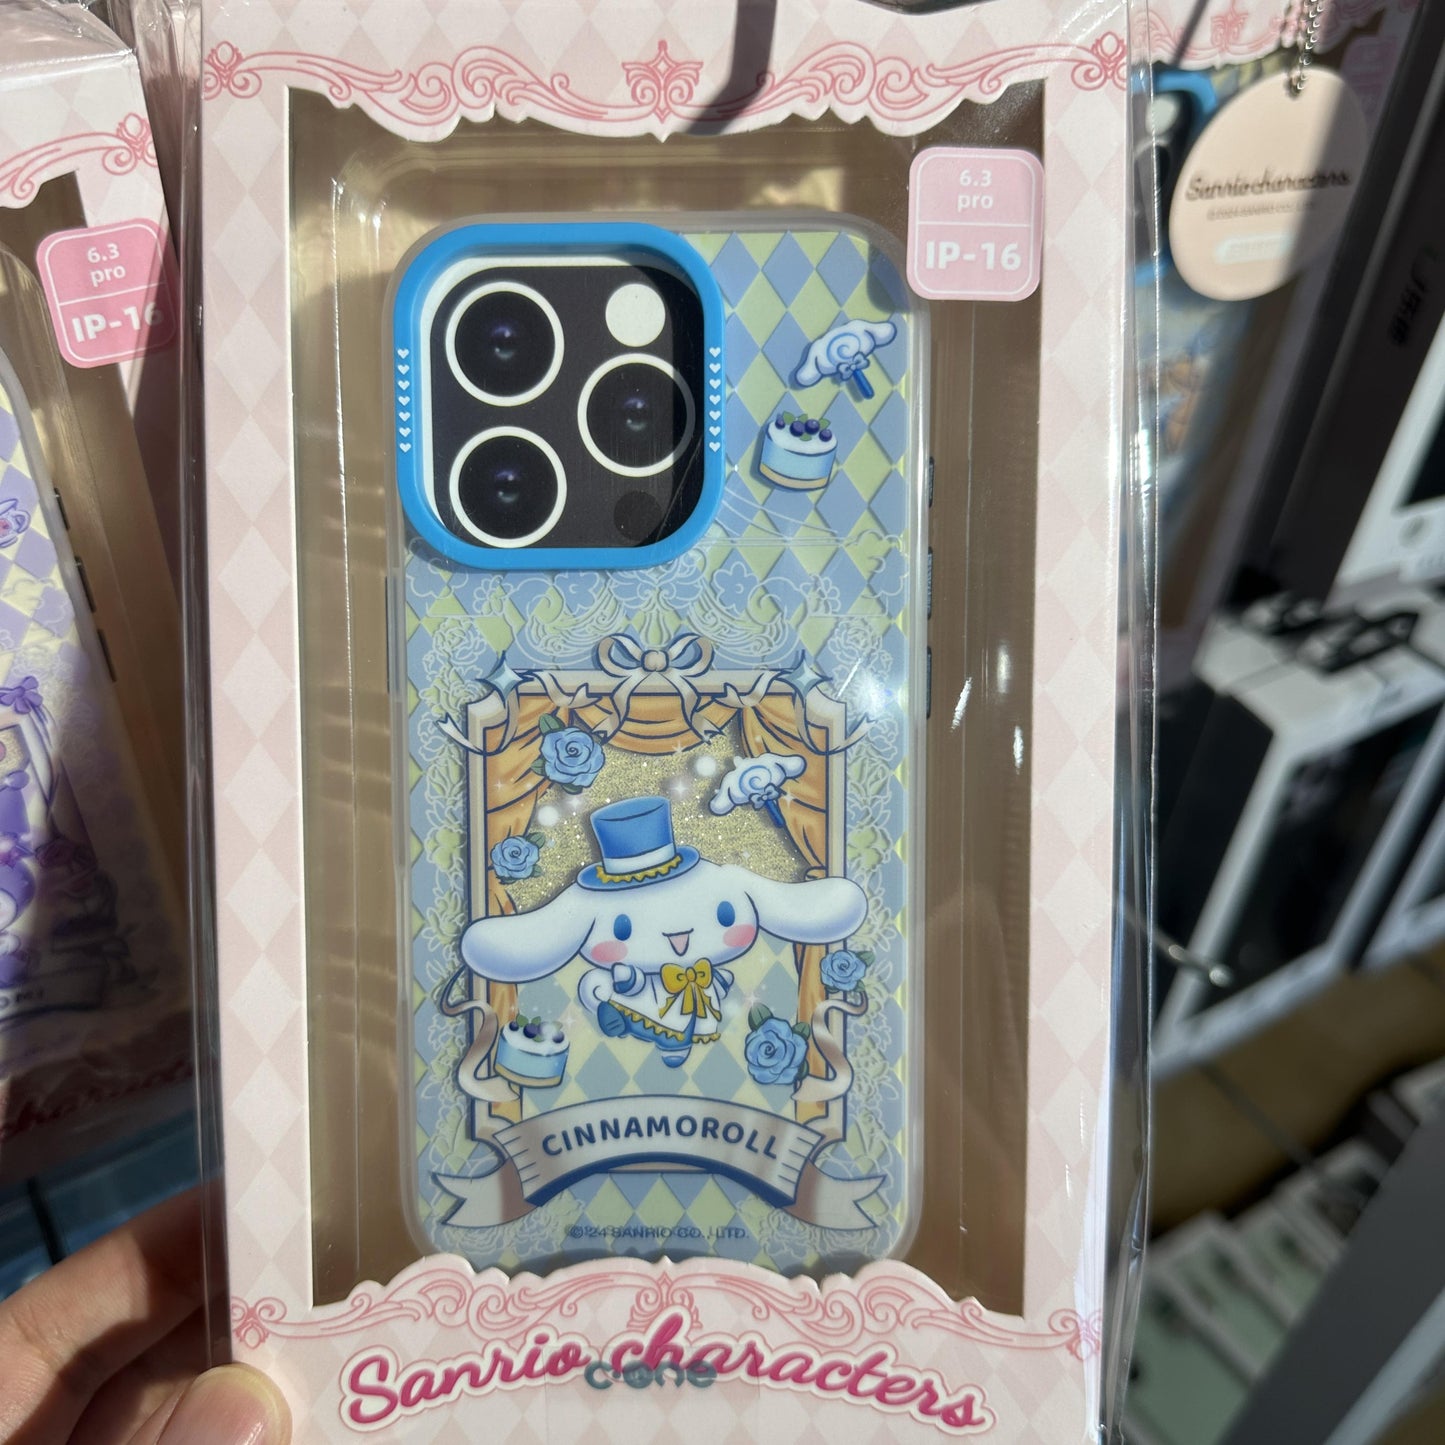 6.3
pro
IP-16
6.3
pro
IP-16
Sanrio characters
CINNAMOROLL
© '24 SANRIO CO., LTD.
Sanrio characters
c-one